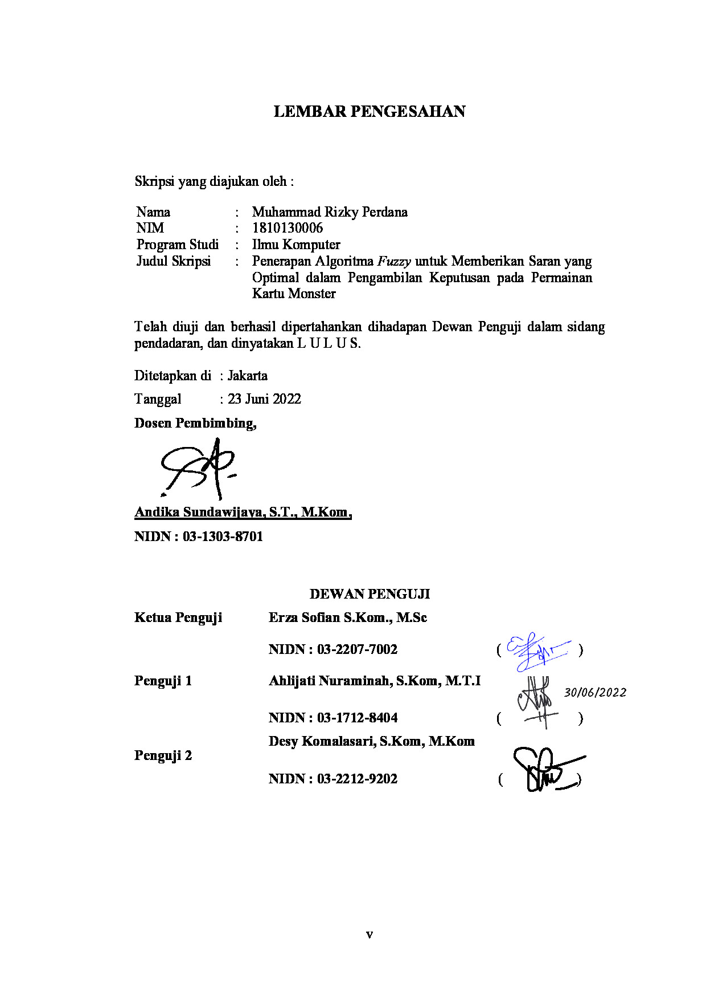 LEMBAR PENGESAHAN
Skripsi yang diajukan oleh :
Nama : Muhammad Rizky Perdana
NIM : 1810130006
Program Studi : Ilmu Komputer
Judul Skripsi : Penerapan Algoritma Fuzzy untuk Memberikan Saran yang
Optimal dalam Pengambilan Keputusan pada Permainan
Kartu Monster
Telah diuji dan berhasil dipertahankan dihadapan Dewan Penguji dalam sidang
pendadaran, dan dinyatakan L U L U S.
Ditetapkan di : Jakarta
Tanggal : 23 Juni 2022
Dosen Pembimbing,
Andika Sundawijaya, S.T., M.Kom.
NIDN : 03-1303-8701
DEWAN PENGUJI
Ketua Penguji Erza Sofian S.Kom., M.Sc
NIDN : 03-2207-7002 ( )
Penguji 1 Ahlijati Nuraminah, S.Kom, M.T.I
30/06/2022
NIDN : 03-1712-8404 ( )
Desy Komalasari, S.Kom, M.Kom
Penguji 2
NIDN : 03-2212-9202 ( )
v